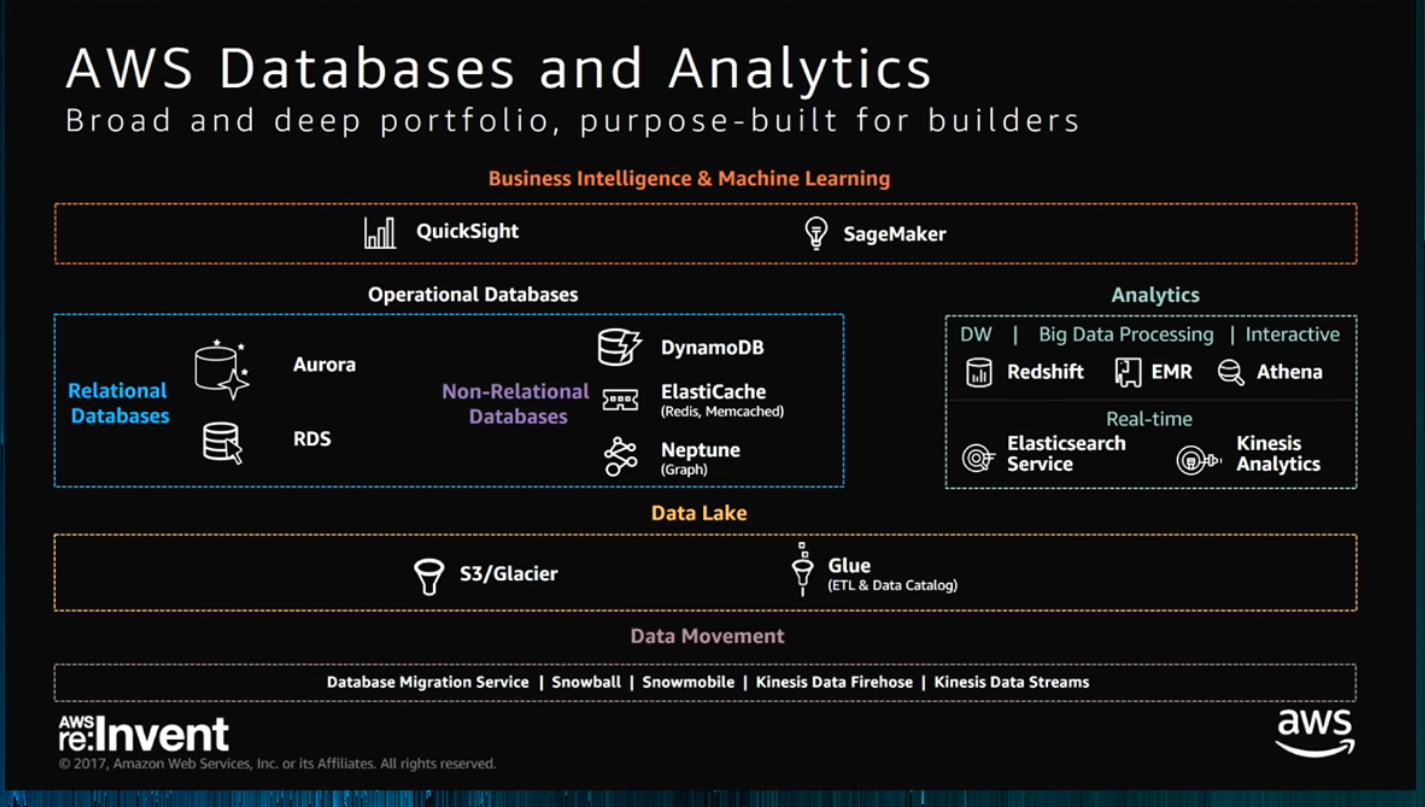 AWS Databases and Analytics
Broad and deep portfolio, purpose-built for builders
Business Intelligence & Machine Learning
QuickSight
SageMaker
Operational Databases
Relational
Databases
Aurora
RDS
Non-Relational
Databases
DynamoDB
ElastiCache
(Redis, Memcached)
Neptune
(Graph)
Analytics
DW | Big Data Processing | Interactive
Redshift
EMR
Athena
Real-time
Elasticsearch
Service
Kinesis
Analytics
Data Lake
S3/Glacier
Glue
(ETL & Data Catalog)
Data Movement
Database Migration Service | Snowball | Snowmobile | Kinesis Data Firehose | Kinesis Data Streams
AWS
re:Invent
© 2017, Amazon Web Services, Inc. or its Affiliates. All rights reserved.
aws